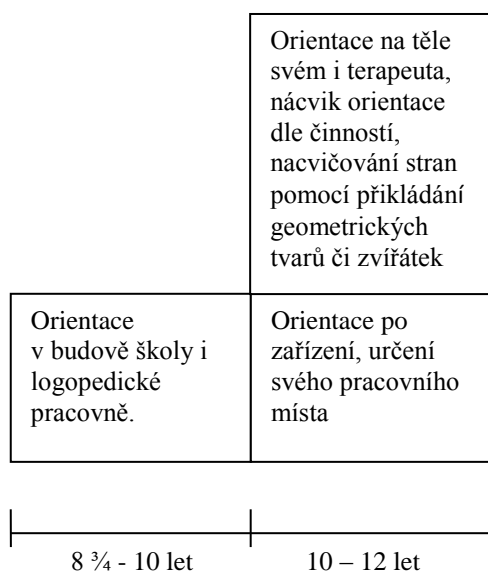 Orientace na těle
svém i terapeuta,
nácvik orientace
dle činností,
nacvičování stran
pomocí přikládání
geometrických
tvarů či zvířátek
Orientace
v budově školy i
logopedické
pracovně.
Orientace po
zařízení, určení
svého pracovního
místa
8 ¾ - 10 let
10 – 12 let